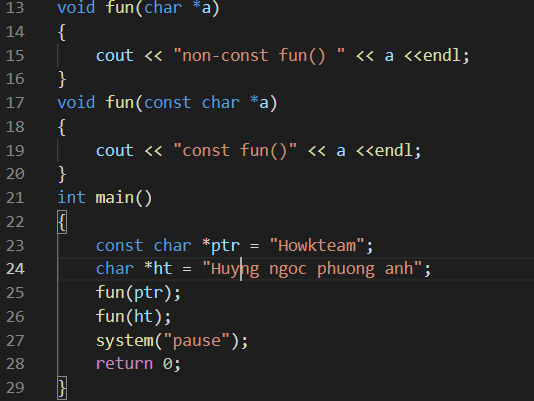 13 void fun(char *a)
14 {
15     cout << "non-const fun() " << a <<endl;
16 }
17 void fun(const char *a)
18 {
19     cout << "const fun()" << a <<endl;
20 }
21 int main()
22 {
23     const char *ptr = "Howkteam";
24     char *ht = "Huyng ngoc phuong anh";
25     fun(ptr);
26     fun(ht);
27     system("pause");
28     return 0;
29 }